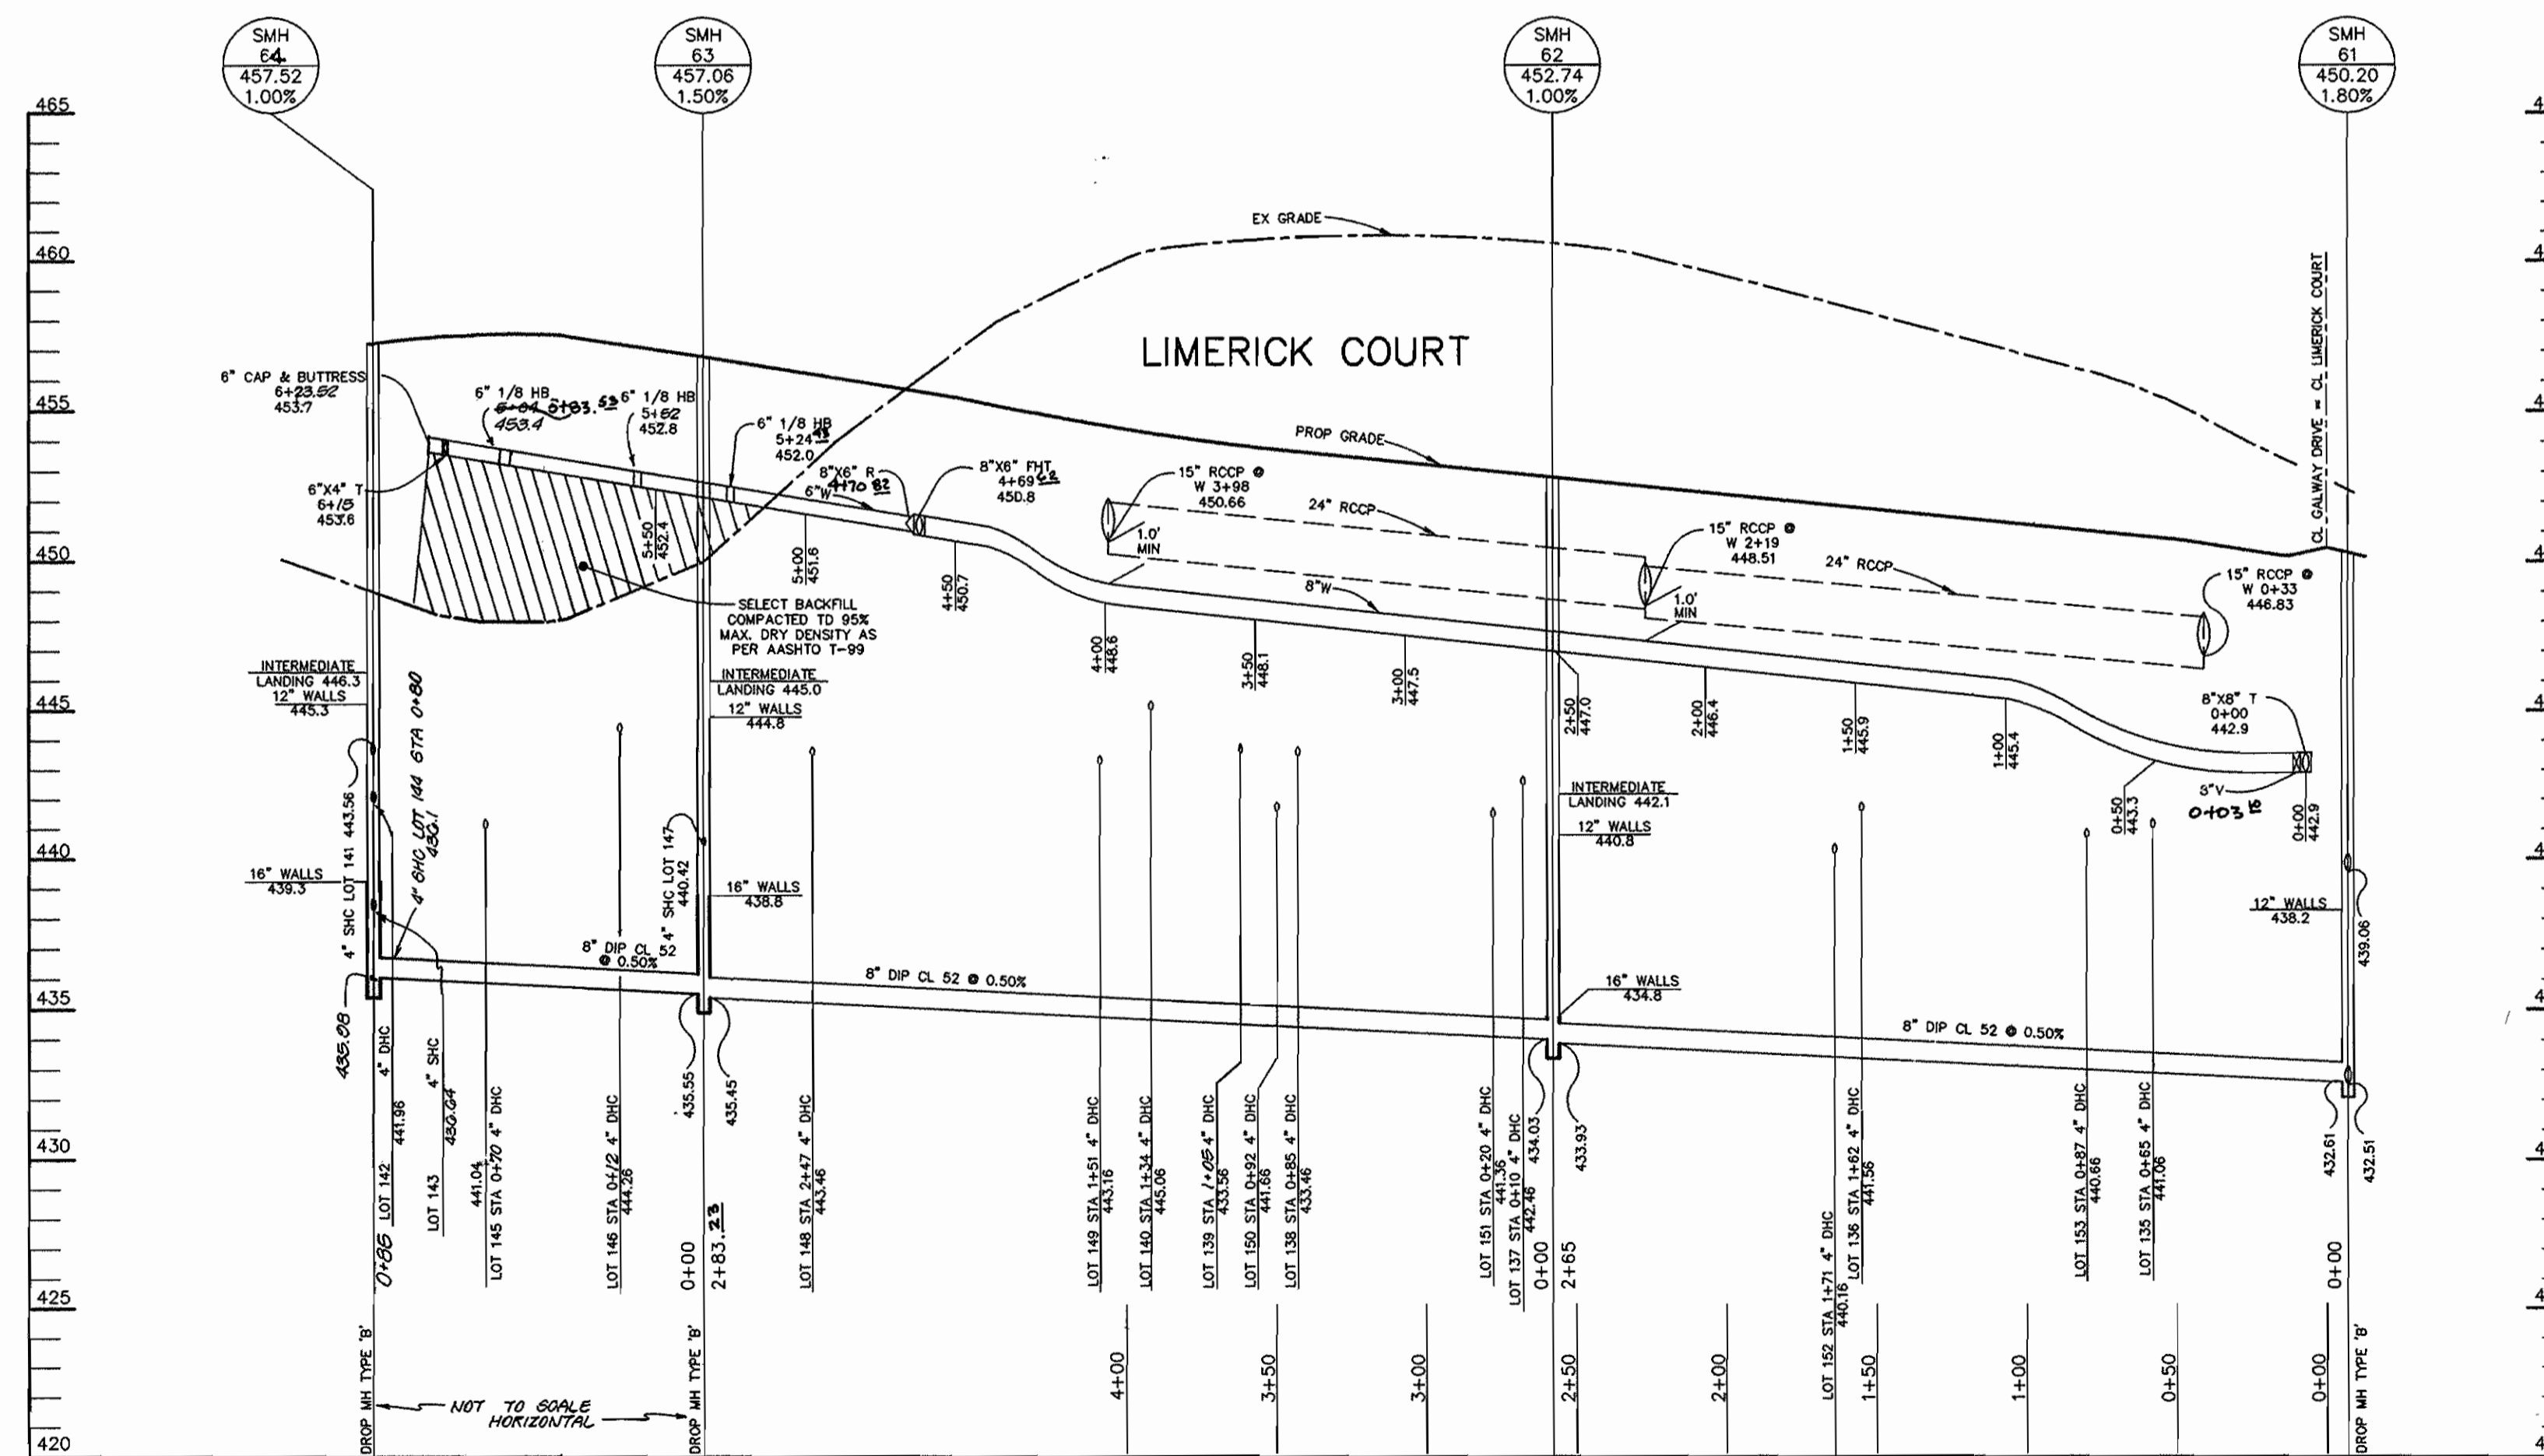 SMH
64
457.52
1.00%
SMH
63
457.06
1.50%
SMH
62
452.74
1.00%
SMH
61
450.20
1.80%
465
460
455
450
445
440
435
430
425
420
EX GRADE
LIMERICK COURT
PROP GRADE
CL GALWAY DRIVE = CL LIMERICK COURT
6" CAP & BUTTRESS
6+23.52
453.7
6" 1/8 HB
5+83.53
453.4
6" 1/8 HB
5+52
452.8
6" 1/8 HB
5+24
452.0
6"X4" T
6+15
453.6
8"X6" R
4+70 82
6"W
8"X6" FHT
4+69 62
450.8
15" RCCP @
W 3+98
450.66
24" RCCP
1.0'
MIN
15" RCCP @
W 2+19
448.51
24" RCCP
1.0'
MIN
15" RCCP @
W 0+33
446.83
8"W
5+50
452.4
5+00
451.6
4+50
450.7
4+00
448.6
3+50
448.1
3+00
447.5
2+50
447.0
2+00
446.4
1+50
445.9
1+00
445.4
0+50
443.3
0+00
442.9
8"X8" T
0+00
442.9
8"V
0+03
SELECT BACKFILL
COMPACTED TO 95%
MAX. DRY DENSITY AS
PER AASHTO T-99
INTERMEDIATE
LANDING 446.3
12" WALLS
445.3
INTERMEDIATE
LANDING 445.0
12" WALLS
444.8
INTERMEDIATE
LANDING 442.1
12" WALLS
440.8
16" WALLS
439.3
16" WALLS
438.8
16" WALLS
434.8
12" WALLS
438.2
439.06
4" SHC LOT 141 443.56
4" SHC LOT 144 STA 0+80
4" SHC LOT 147
440.42
8" DIP CL 52
@ 0.50%
8" DIP CL 52 @ 0.50%
8" DIP CL 52 @ 0.50%
435.55
435.45
434.03
433.93
432.61
432.51
LOT 142 4" DHC
441.96
LOT 143 4" SHC
LOT 145 STA 0+70 4" DHC
441.04
LOT 146 STA 0+12 4" DHC
444.26
LOT 148 STA 2+47 4" DHC
443.46
LOT 149 STA 1+51 4" DHC
443.16
LOT 140 STA 1+34 4" DHC
445.06
LOT 139 STA 1+05 4" DHC
433.56
LOT 150 STA 0+92 4" DHC
441.66
LOT 138 STA 0+85 4" DHC
433.46
LOT 151 STA 0+20 4" DHC
441.36
LOT 137 STA 0+10 4" DHC
442.46
LOT 152 STA 1+71 4" DHC
440.16
LOT 136 STA 1+62 4" DHC
441.56
LOT 153 STA 0+87 4" DHC
440.66
LOT 135 STA 0+65 4" DHC
441.06
0+85
0+00
2+83.23
0+00
2+65
0+00
4+00
3+50
3+00
2+50
2+00
1+50
1+00
0+50
0+00
DROP MH TYPE 'B'
DROP MH TYPE 'B'
DROP MH TYPE 'B'
NOT TO SCALE
HORIZONTAL